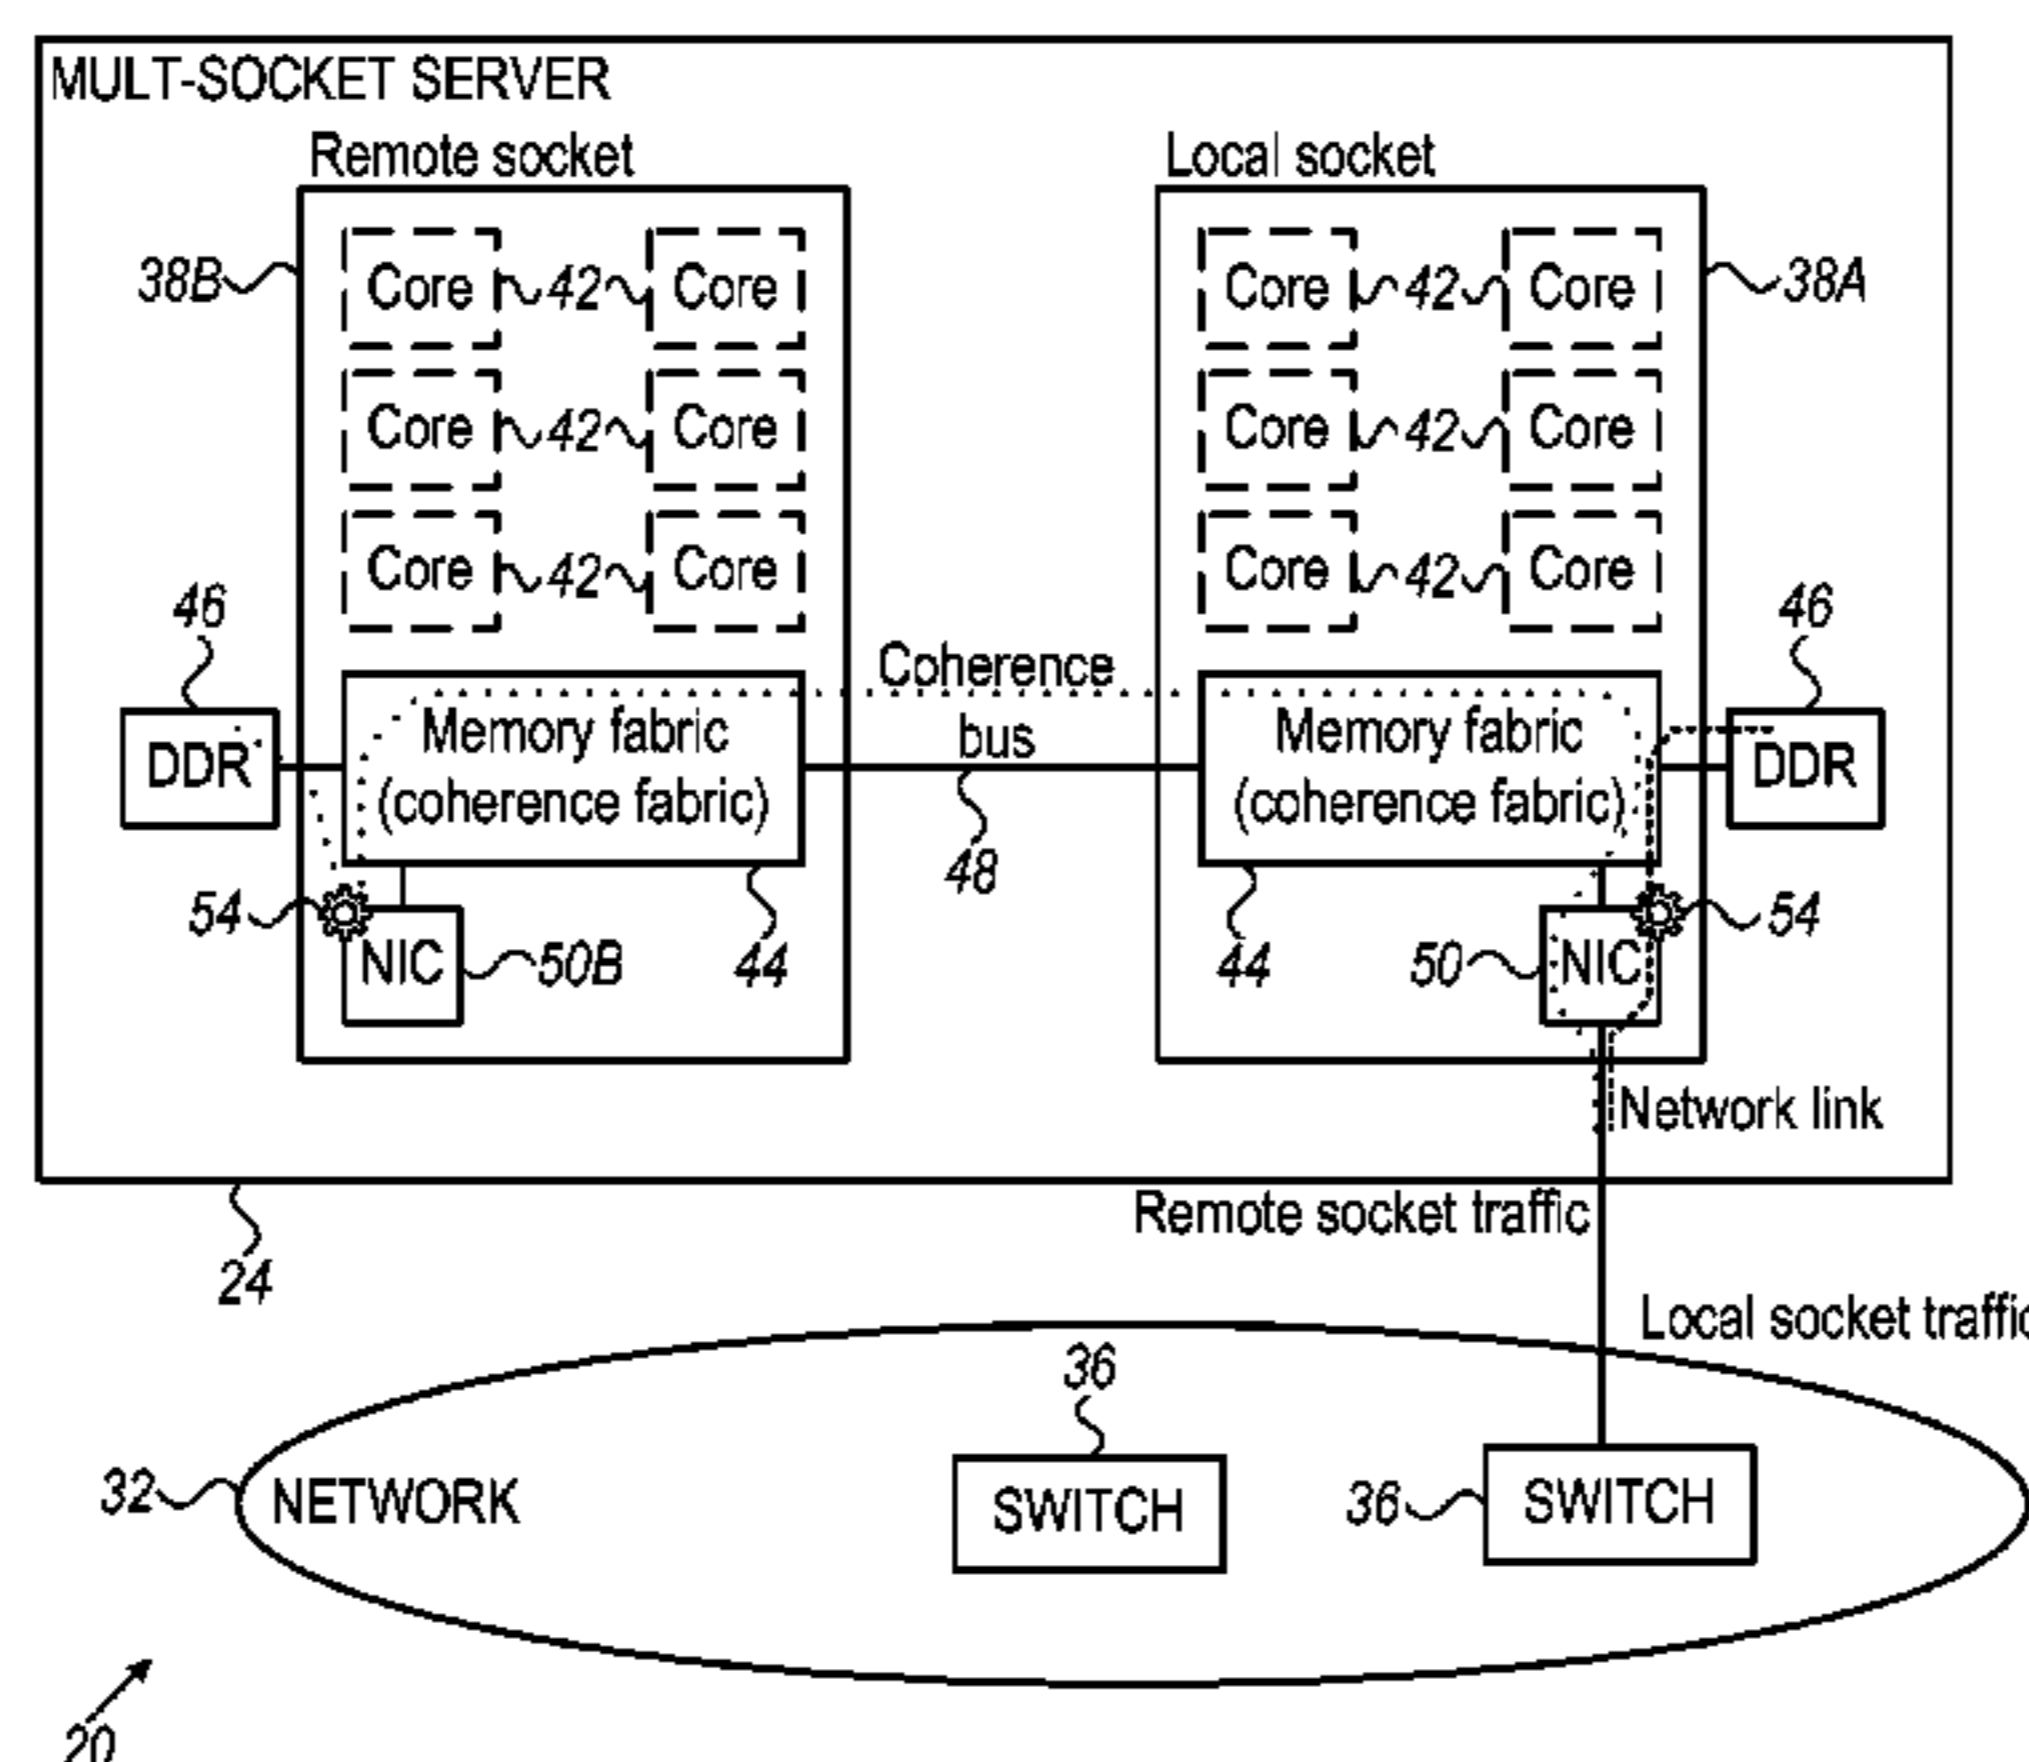 MULT-SOCKET SERVER
Remote socket
Local socket
38B
Core
42
Core
Core
42
Core
38A
Core
42
Core
Core
42
Core
Core
42
Core
Core
42
Core
46
46
Coherence
bus
48
DDR
Memory fabric
(coherence fabric)
Memory fabric
(coherence fabric)
DDR
54
NIC
50B
44
44
50
NIC
54
Network link
Remote socket traffic
24
Local socket traffic
36
32
NETWORK
SWITCH
36
SWITCH
20